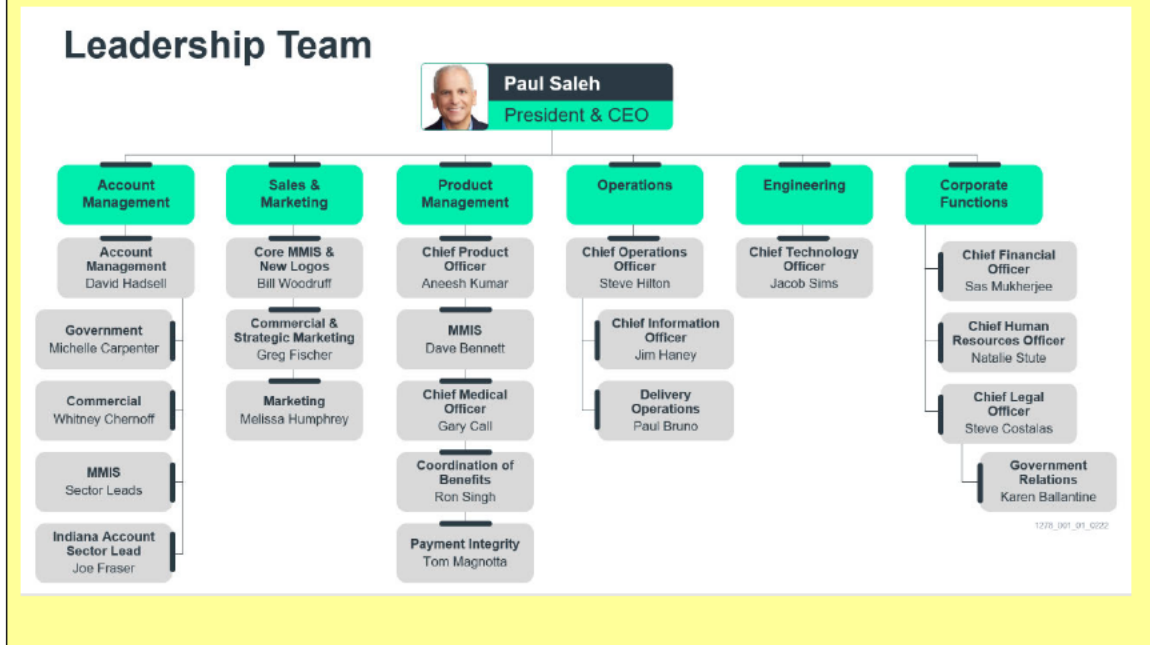 Leadership Team
Paul Saleh
President & CEO
Account
Management
Account
Management
David Hadsell
Government
Michelle Carpenter
Commercial
Whitney Chernoff
MMIS
Sector Leads
Indiana Account
Sector Lead
Joe Fraser
Sales &
Marketing
Core MMIS &
New Logos
Bill Woodruff
Commercial &
Strategic Marketing
Greg Fischer
Marketing
Melissa Humphrey
Product
Management
Chief Product
Officer
Aneesh Kumar
MMIS
Dave Bennett
Chief Medical
Officer
Gary Call
Coordination of
Benefits
Ron Singh
Payment Integrity
Tom Magnotta
Operations
Chief Operations
Officer
Steve Hilton
Chief Information
Officer
Jim Haney
Delivery
Operations
Paul Bruno
Engineering
Chief Technology
Officer
Jacob Sims
Corporate
Functions
Chief Financial
Officer
Sas Mukherjee
Chief Human
Resources Officer
Natalie Stute
Chief Legal
Officer
Steve Costalas
Government
Relations
Karen Ballantine
1278_001_01_0222